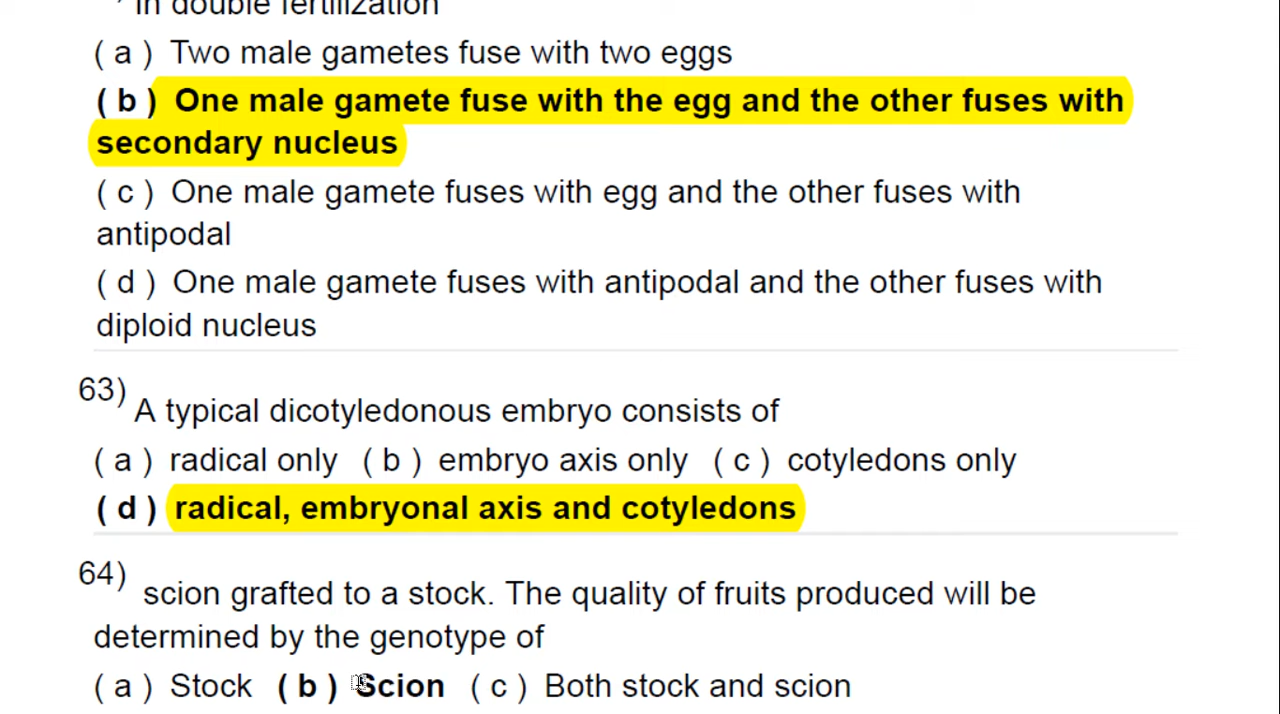 in double fertilization
( a ) Two male gametes fuse with two eggs
( b ) One male gamete fuse with the egg and the other fuses with
secondary nucleus
( c ) One male gamete fuses with egg and the other fuses with
antipodal
( d ) One male gamete fuses with antipodal and the other fuses with
diploid nucleus
63)
A typical dicotyledonous embryo consists of
( a ) radical only ( b ) embryo axis only ( c ) cotyledons only
( d ) radical, embryonal axis and cotyledons
64)
scion grafted to a stock. The quality of fruits produced will be
determined by the genotype of
( a ) Stock ( b ) Scion ( c ) Both stock and scion